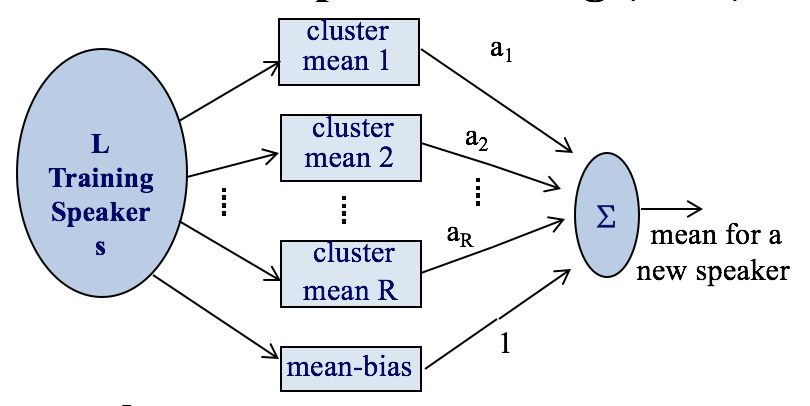 L
Training
Speaker
s
cluster
mean 1
cluster
mean 2
cluster
mean R
mean-bias
a1
a2
aR
1
Σ
mean for a
new speaker